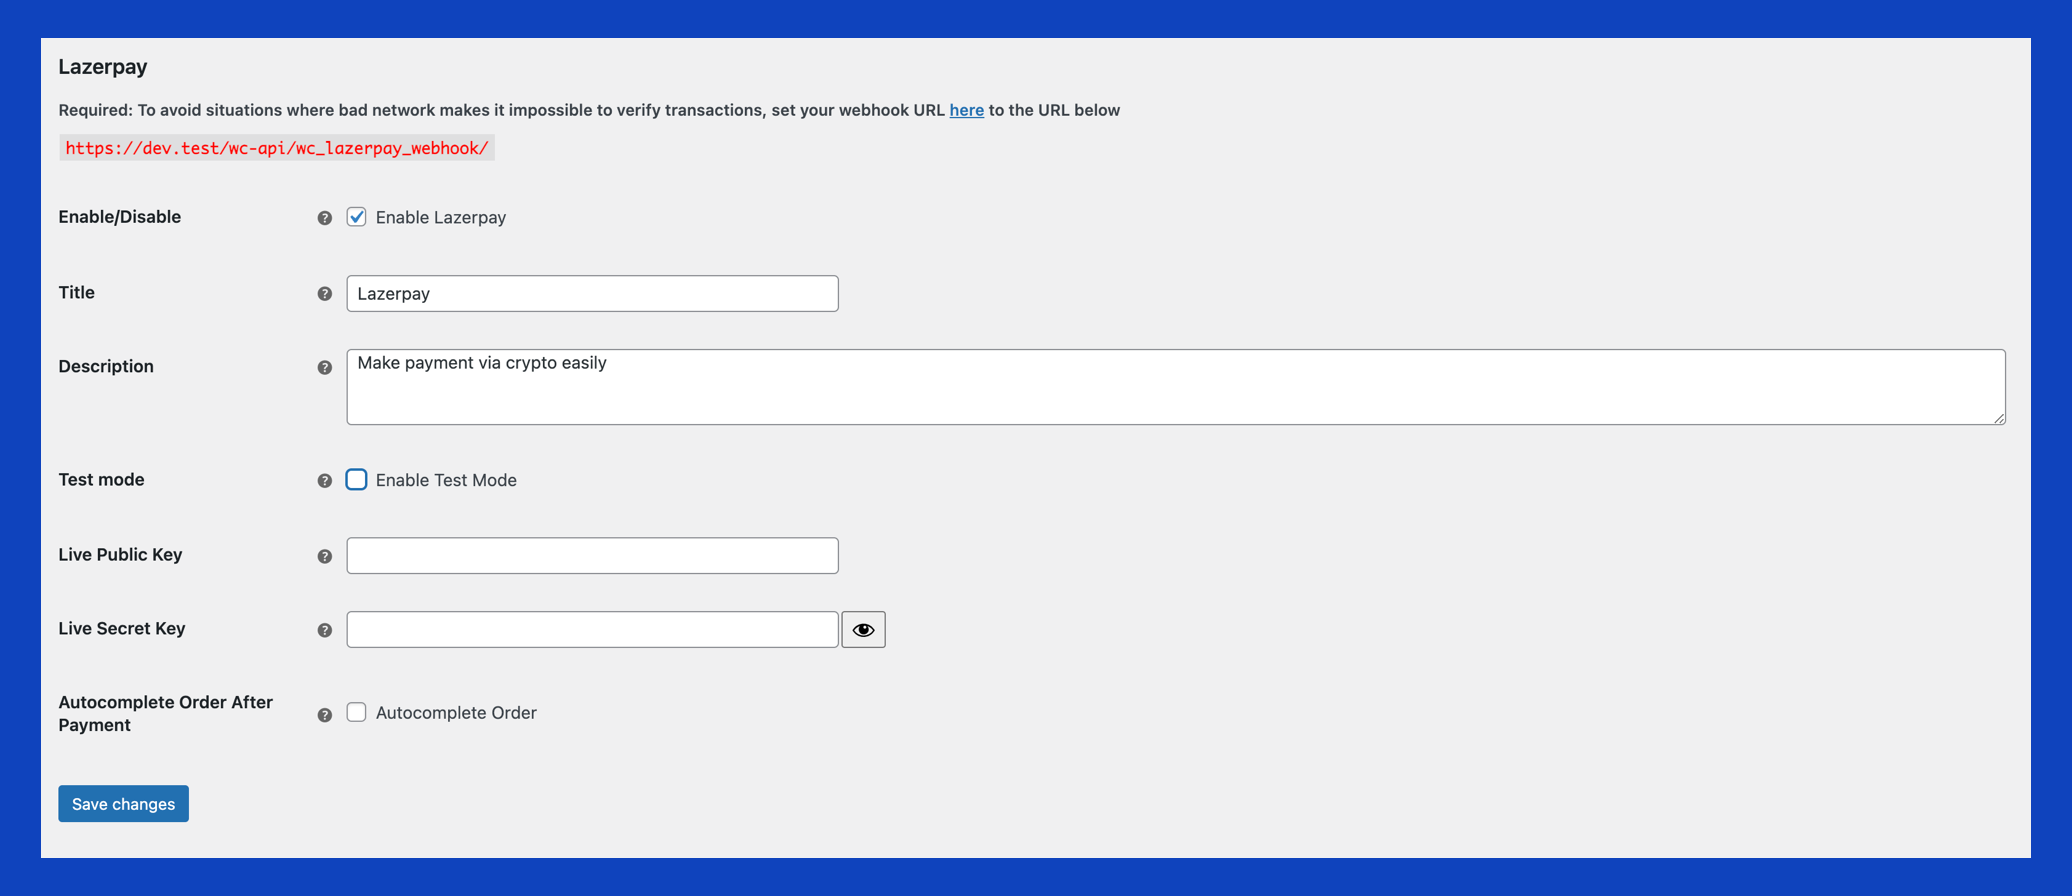 Lazerpay
Required: To avoid situations where bad network makes it impossible to verify transactions, set your webhook URL here to the URL below
https://dev.test/wc-api/wc_lazerpay_webhook/
Enable/Disable
Enable Lazerpay
Title
Lazerpay
Description
Make payment via crypto easily
Test mode
Enable Test Mode
Live Public Key
Live Secret Key
Autocomplete Order After
Payment
Autocomplete Order
Save changes